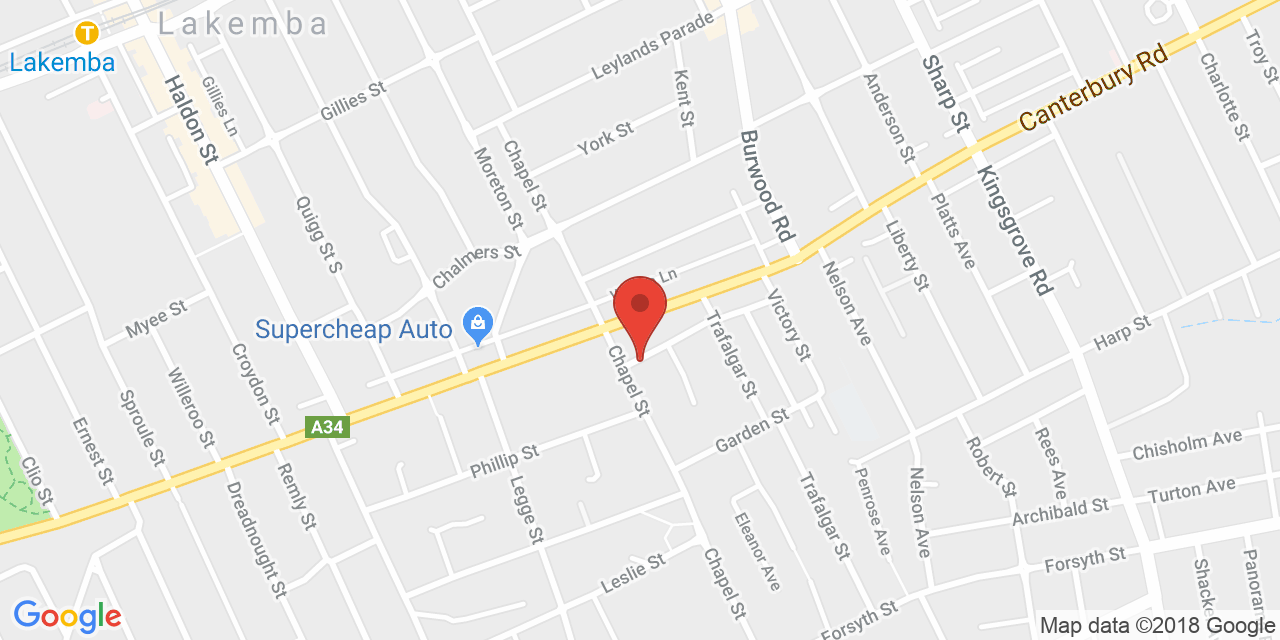 Lakemba
Lakemba
Haldon St
Gillies Ln
Gillies St
Leylands Parade
Kent St
York St
Moreton St
Chapel St
Burwood Rd
Anderson St
Sharp St
Canterbury Rd
Charlotte St
Troy St
Kingsgrove Rd
Platts Ave
Liberty St
Quigg St S
Chalmers St
Ln
Myee St
Supercheap Auto
Nelson Ave
Victory St
Trafalgar St
Harp St
Croydon St
Willeroo St
Sproule St
Ernest St
Clio St
A34
Chapel St
Garden St
Phillip St
Remly St
Dreadnought St
Legge St
Leslie St
Chapel St
Eleanor Ave
Trafalgar St
Penrose Ave
Nelson Ave
Robert St
Rees Ave
Archibald St
Chisholm Ave
Turton Ave
Forsyth St
Forsyth St
Shacke
Panoram
Google
Map data ©2018 Google